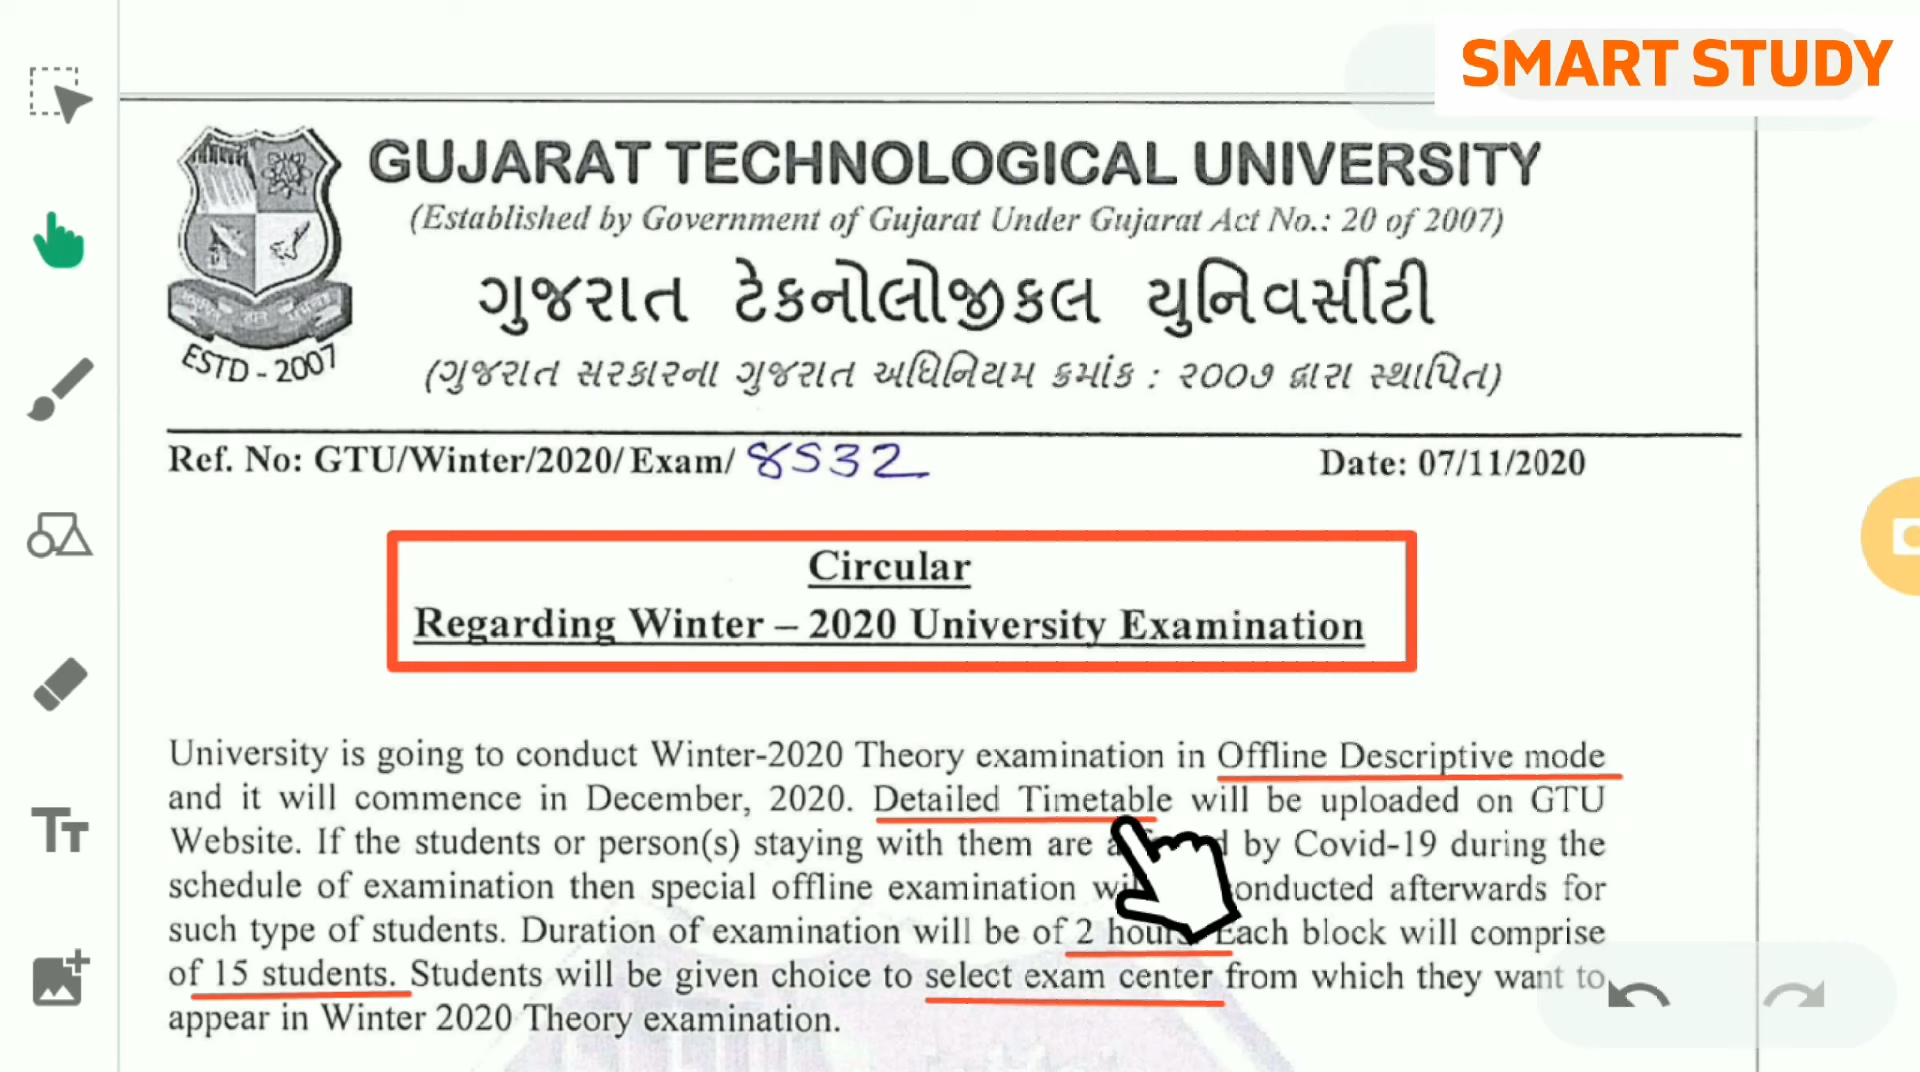 SMART STUDY
GUJARAT TECHNOLOGICAL UNIVERSITY
(Established by Government of Gujarat Under Gujarat Act No.: 20 of 2007)
ગુજરાત ટેકનોલોજીકલ યુનિવર્સીટી
(ગુજરાત સરકારના ગુજરાત અધિનિયમ ક્રમાંક : ૨૦૦૭ દ્વારા સ્થાપિત)
ESTD - 2007
Ref. No: GTU/Winter/2020/Exam/ 8532
Date: 07/11/2020
Circular
Regarding Winter – 2020 University Examination
University is going to conduct Winter-2020 Theory examination in Offline Descriptive mode
and it will commence in December, 2020. Detailed Timetable will be uploaded on GTU
Website. If the students or person(s) staying with them are by Covid-19 during the
schedule of examination then special offline examination conducted afterwards for
such type of students. Duration of examination will be of 2 hours. Each block will comprise
of 15 students. Students will be given choice to select exam center from which they want to
appear in Winter 2020 Theory examination.
TT